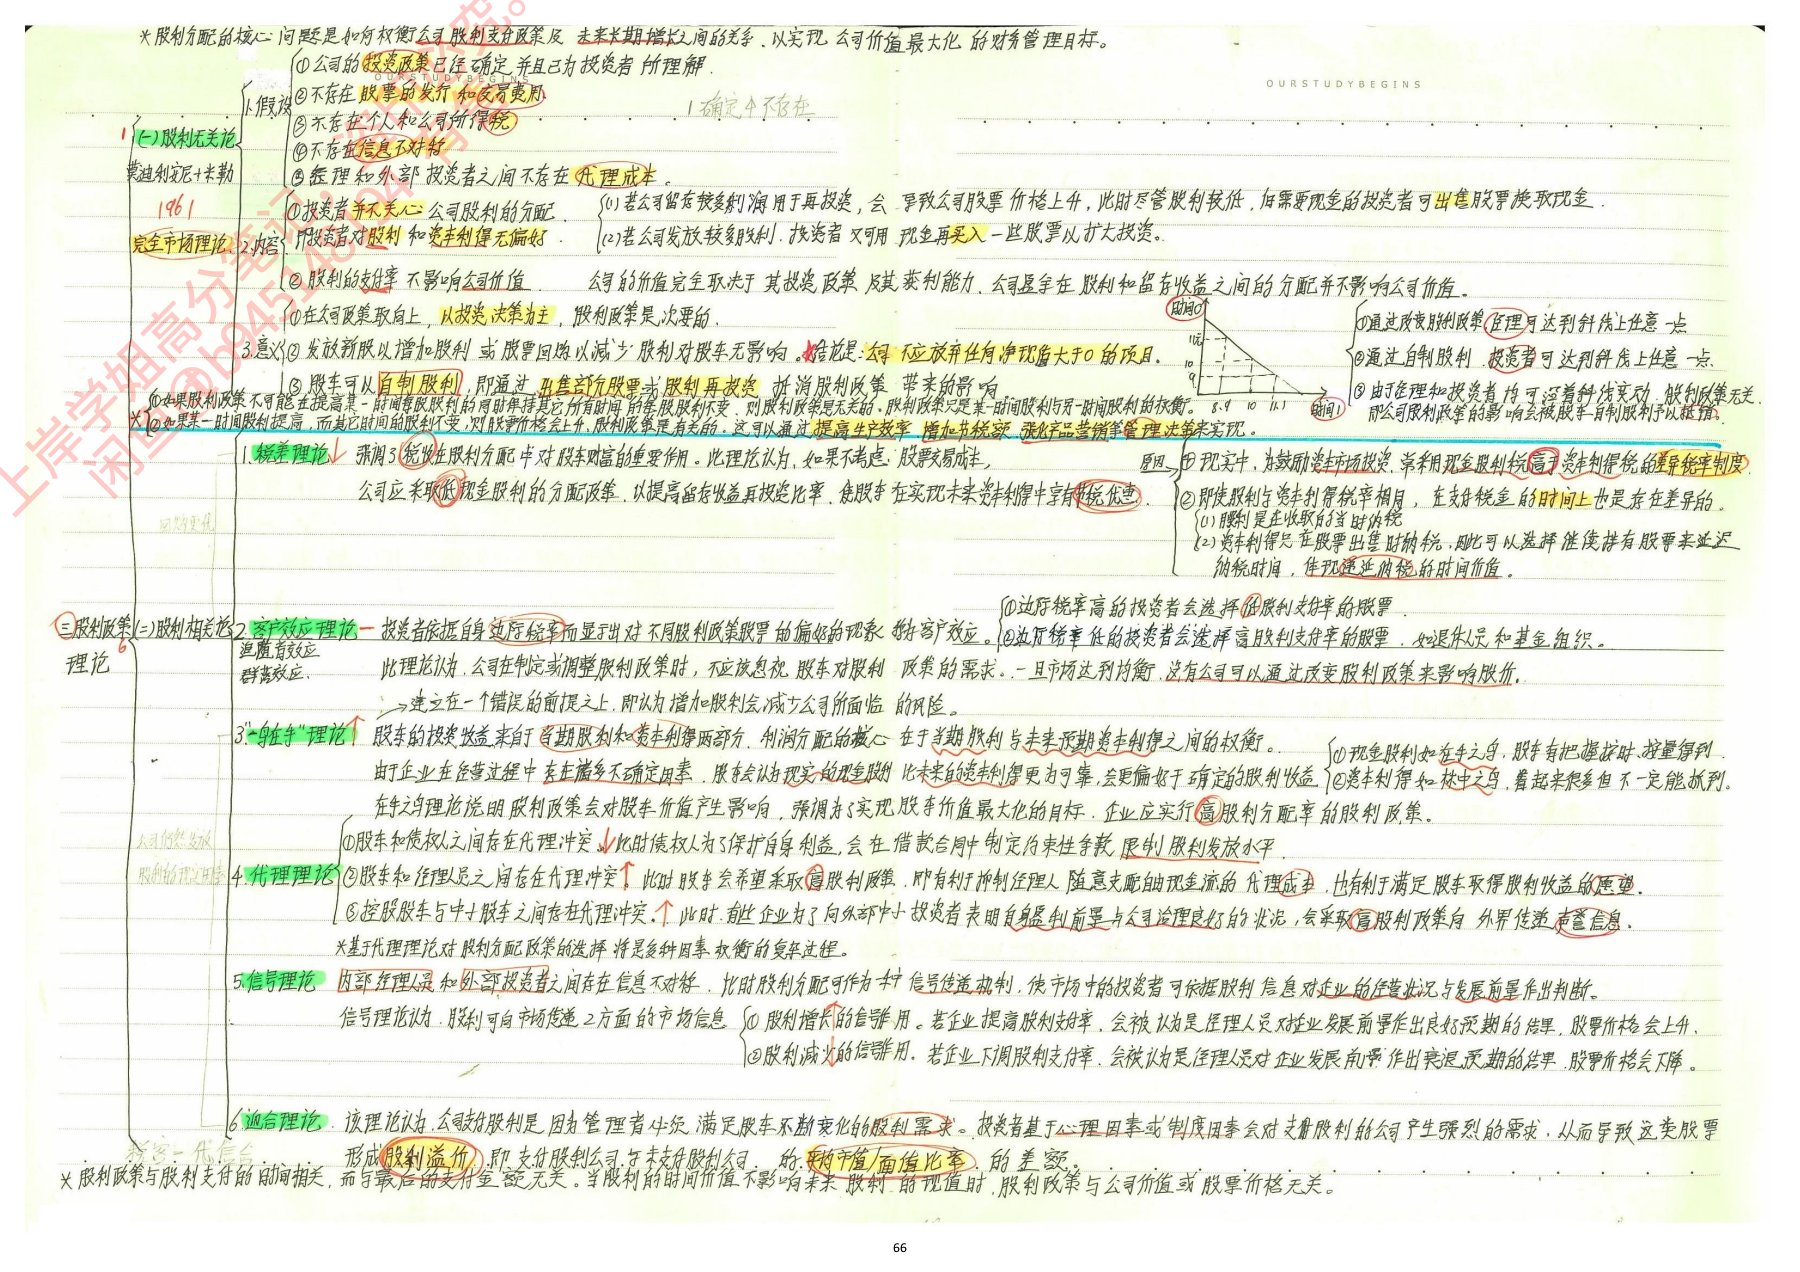 *股利分配的核心问题是如何权衡公司股利支付政策及未来长期增长之间的关系,以实现公司价值最大化的财务管理目标。
OURSTUDYBEGINS
OURSTUDYBEGINS
三股利政策理论
1
(一)股利无关论
莫迪利安尼+米勒
1961
完全市场理论
1.假设
①公司的投资政策已经确定并且已为投资者所理解.
②不存在股票的发行和交易费用
③不存在个人和公司所得税
④不存在信息不对称
⑤经理和外部投资者之间不存在代理成本。
1确定4不存在
2.内容
①投资者并不关心公司股利的分配.
即投资者对股利和资本利得无偏好.
(1)若公司留存较多利润用于再投资,会导致公司股票价格上升,此时尽管股利较低,但需要现金的投资者可出售股票换取现金.
(2)若公司发放较多股利.投资者又可用现金再买入一些股票以扩大投资。
②股利的支付率不影响公司价值.
公司的价值完全取决于其投资政策及其获利能力、公司盈余在股利和留存收益之间的分配并不影响公司价值。
3.意义
①在公司政策取向上,以投资决策为主,股利政策是次要的.
②发放新股以增加股利或股票回购以减少股利对股东无影响。*结论是:公司不应放弃任何净现值大于0的项目.
③股东可以自制股利,即通过出售部分股票或股利再投资抵消股利政策带来的影响
时间0
11
10
9
8.9 10 11.1
时间1
①通过改变股利政策,经理可达到斜线上任意一点
②通过自制股利.投资者可达到斜线上任意一点.
③由于经理和投资者均可沿着斜线变动,股利政策无关.
即公司股利政策的影响会被股东自制股利予以抵销.
*①如果股利政策不可能在提高某一时间每股股利的同时保持其它所有时间的每股股利不变,则股利政策是无关的。股利政策只是某一时间股利与另一时间股利的权衡。
②如果某一时间股利提高,而其它时间的股利不变,则股票价格会上升,股利政策是有关的.这可以通过提高生产效率 增加节税额 强化产品营销等管理决策来实现。
(二)股利相关论
6
1.税差理论↓
强调了税收在股利分配中对股东财富的重要作用。此理论认为,如果不考虑股票交易成本,
公司应采取低现金股利的分配政策.以提高留存收益再投资比率.使股东在实现未来资本利得中享有节税优惠.
原因
①现实中,为鼓励资本市场投资,常采用现金股利税高于资本利得税的差异税率制度
②即使股利与资本利得税率相同,在支付税金的时间上也是存在差异的。
(1)股利是在收取的当时纳税
(2)资本利得只在股票出售时纳税,因此可以选择继续持有股票来延迟
纳税时间,体现递延纳税的时间价值。
2.客户效应理论—投资者依据自身边际税率而显示出对不同股利政策股票的偏好的现象称客户效应。
追随者效应
群落效应.
①边际税率高的投资者会选择低股利支付率的股票.
②边际税率低的投资者会选择高股利支付率的股票.如退休人员和基金组织。
此理论认为,公司在制定或调整股利政策时,不应该忽视股东对股利政策的需求。一旦市场达到均衡,没有公司可以通过改变股利政策来影响股价。
→建立在一个错误的前提之上,即认为增加股利会减少公司所面临的风险。
3."一鸟在手"理论↑
股东的投资收益来自于当期股利和资本利得两部分.利润分配的核心在于当期股利与未来预期资本利得之间的权衡。
由于企业在经营过程中存在诸多不确定因素.股东会认为现实的现金股利比未来的资本利得更为可靠,会更偏好于确定的股利收益.
①现金股利如在手之鸟,股东有把握按时、按量得到.
②资本利得如林中之鸟,看起来很多但不一定能抓到。
在手之鸟理论说明股利政策会对股东价值产生影响,强调为了实现股东价值最大化的目标.企业应实行高股利分配率的股利政策。
4.代理理论
①股东和债权人之间存在代理冲突↓此时债权人为了保护自身利益,会在借款合同中制定约束性条款,限制股利发放水平.
②股东和经理人员之间存在代理冲突↑此时股东会希望采取高股利政策,即有利于抑制经理人随意支配自由现金流的代理成本,也有利于满足股东取得股利收益的愿望.
③控股股东与中小股东之间存在代理冲突.↑此时.有些企业为了向外部中小投资者表明自身盈利前景与公司治理良好的状况,会采取高股利政策向外界传递声誉信息.
*基于代理理论对股利分配政策的选择将是多种因素权衡的复杂过程。
5.信号理论
内部经理人员和外部投资者之间存在信息不对称.此时股利分配可作为一种信号传递机制,使市场中的投资者可依据股利信息对企业的经营状况与发展前景作出判断。
信号理论认为.股利可向市场传递2方面的市场信息
①股利增长的信号作用。若企业提高股利支付率,会被认为是经理人员对企业发展前景作出良好预期的结果,股票价格会上升.
②股利减少的信号作用。若企业下调股利支付率.会被认为是经理人员对企业发展前景作出衰退预期的结果.股票价格会下降。
6.迎合理论
该理论认为.公司支付股利是因为管理者必须满足股东不断变化的股利需求。投资者基于心理因素或制度因素会对支付股利的公司产生强烈的需求,从而导致这类股票
形成股利溢价.即支付股利公司与未支付股利公司的平均市值/面值比率的差额。
*股利政策与股利支付的时间相关,而与最后的支付金额无关。当股利的时间价值不影响未来股利的现值时,股利政策与公司价值或股票价格无关。
66